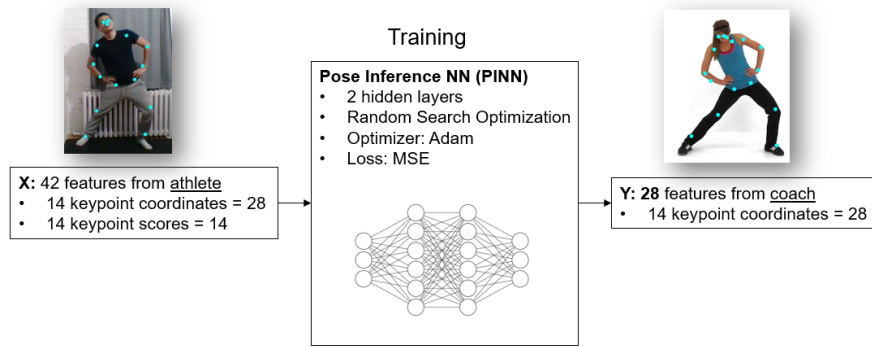 Training
X: 42 features from athlete
• 14 keypoint coordinates = 28
• 14 keypoint scores = 14
Pose Inference NN (PINN)
• 2 hidden layers
• Random Search Optimization
• Optimizer: Adam
• Loss: MSE
Y: 28 features from coach
• 14 keypoint coordinates = 28